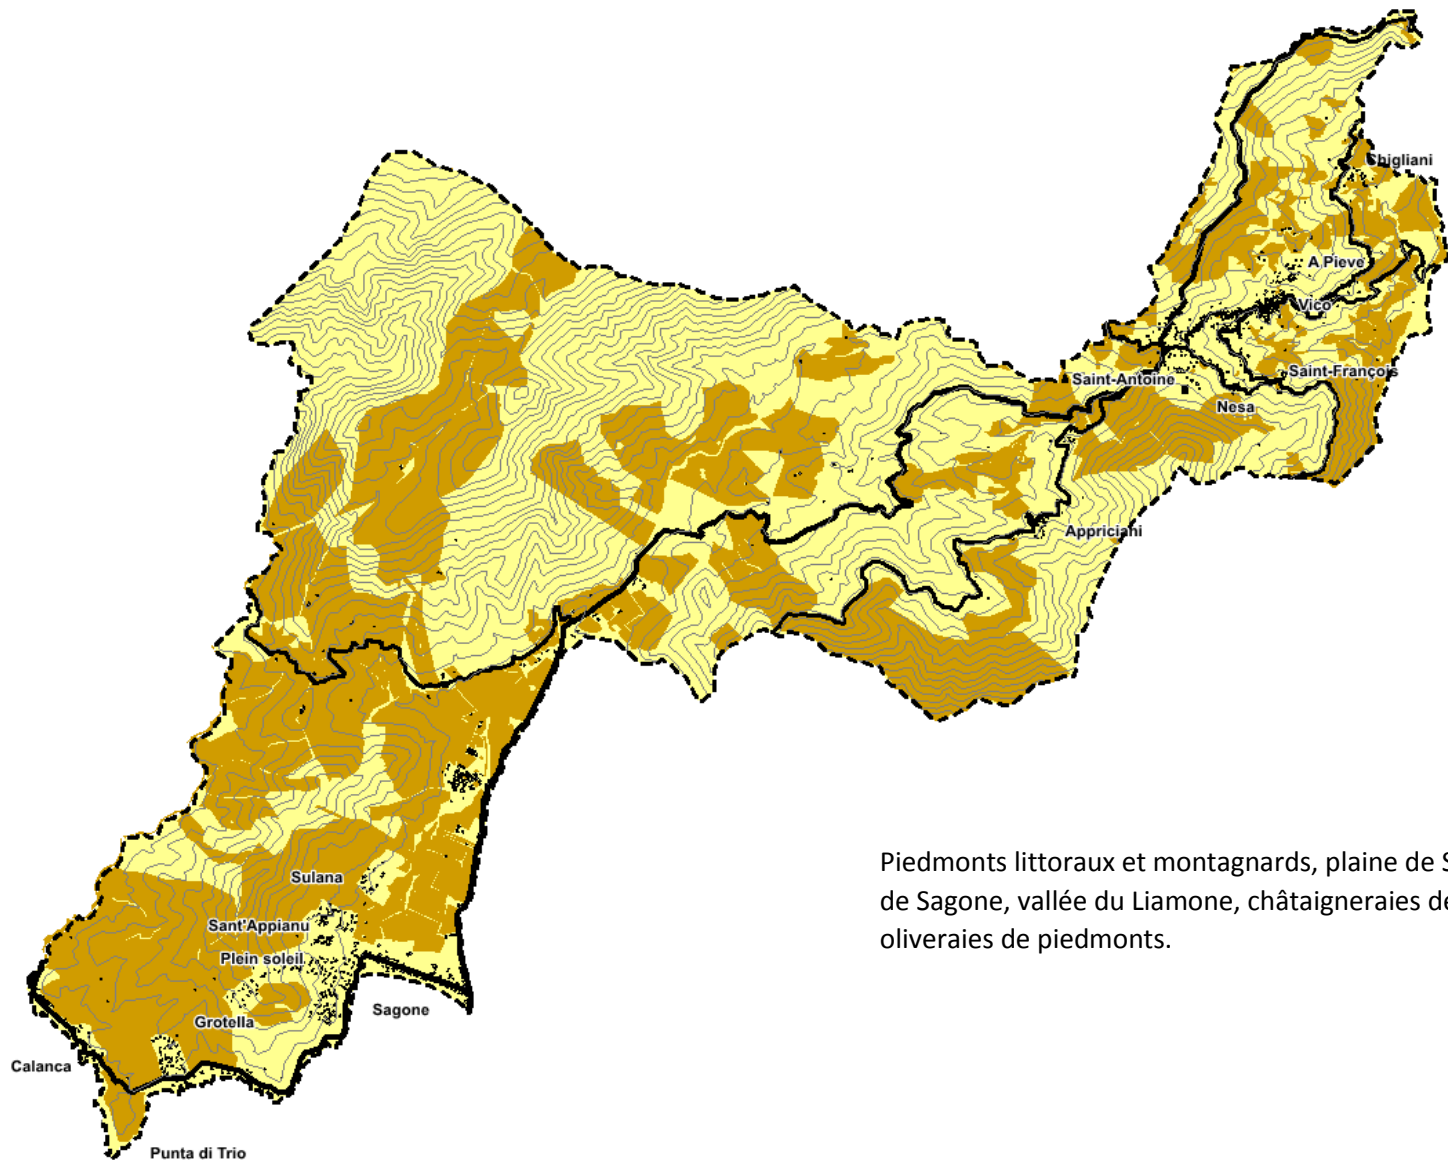 Chigliani
A Pieve
Vico
Saint-Antoine
Saint-François
Nesa
Appriciani
Piedmonts littoraux et montagnards, plaine de
de Sagone, vallée du Liamone, châtaigneraies
oliveraies de piedmonts.
Sulana
Sant'Appianu
Plein soleil
Sagone
Grotella
Calanca
Punta di Trio